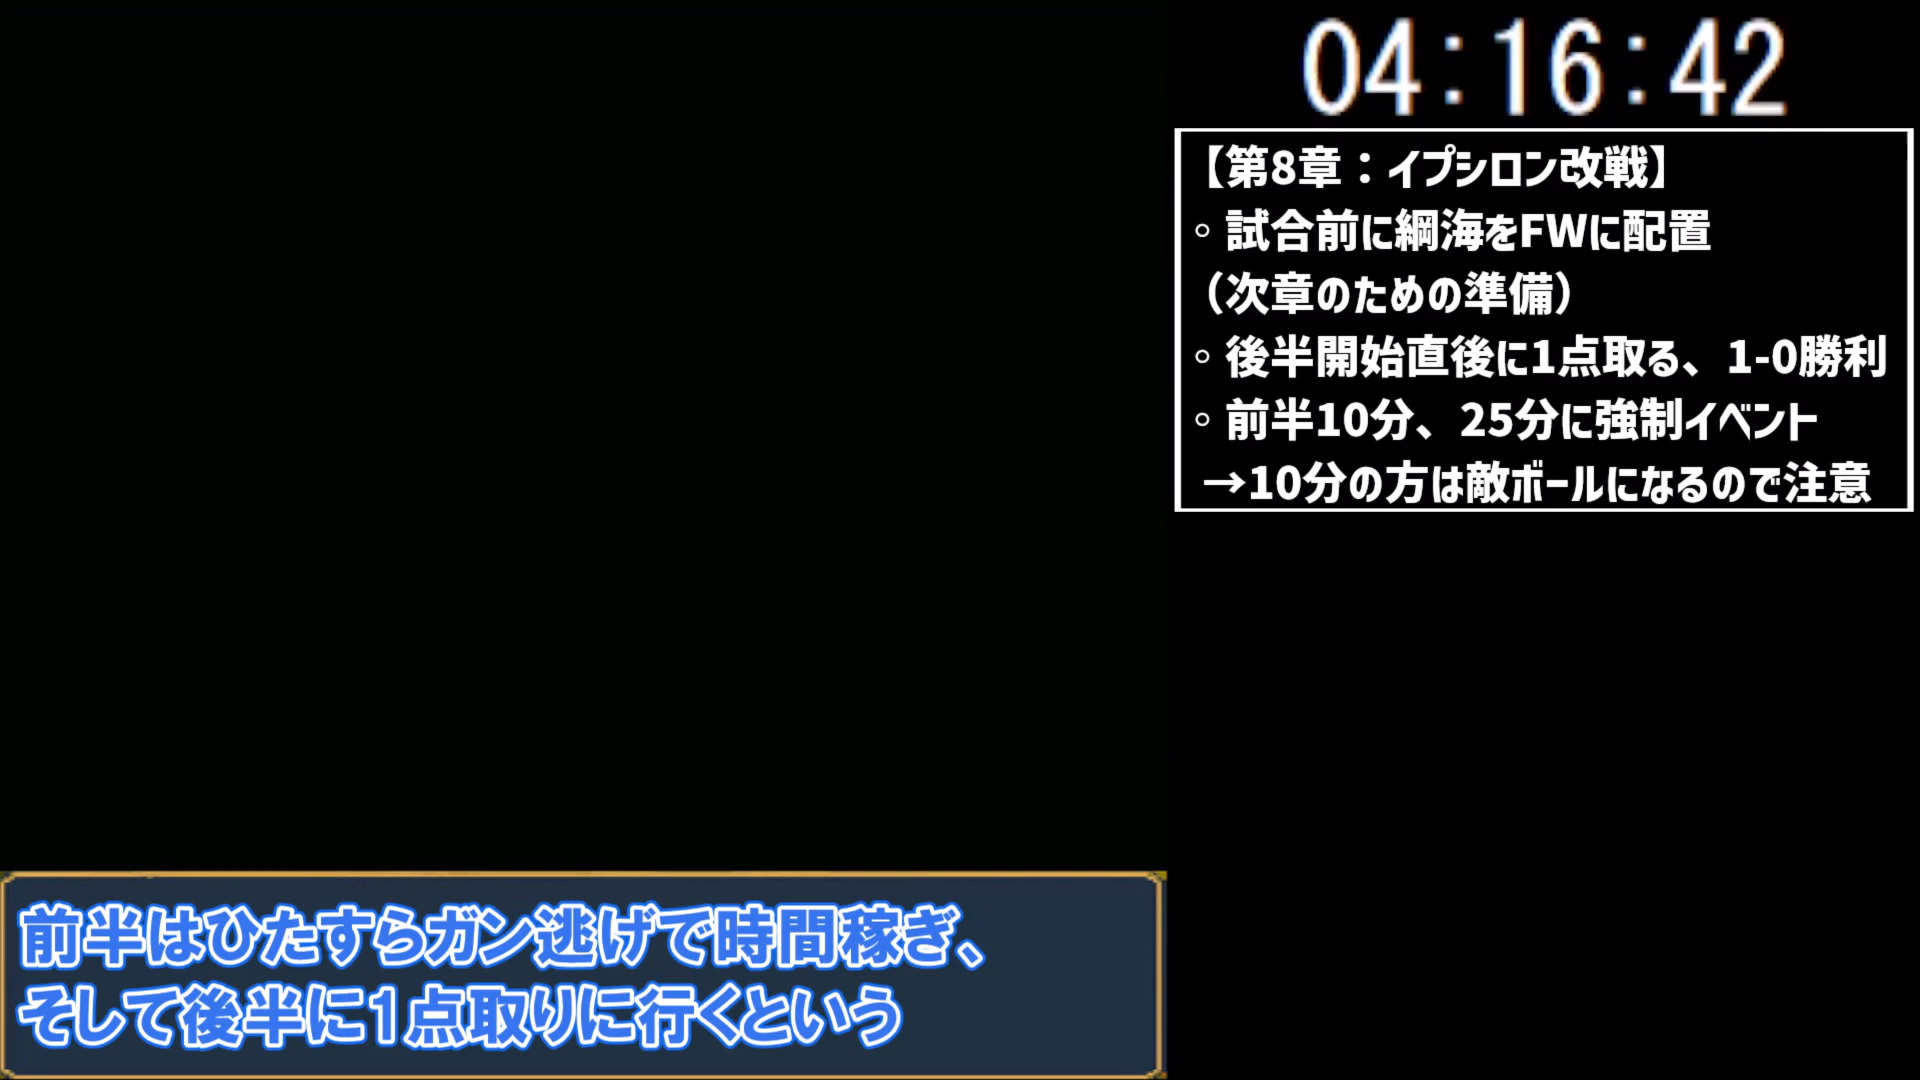 04:16:42
【第8章：イプシロン改戦】
◦試合前に綱海をFWに配置
（次章のための準備）
◦後半開始直後に1点取る、1-0勝利
◦前半10分、25分に強制イベント
→10分の方は敵ボールになるので注意
前半はひたすらガン逃げで時間稼ぎ、
そして後半に1点取りに行くという